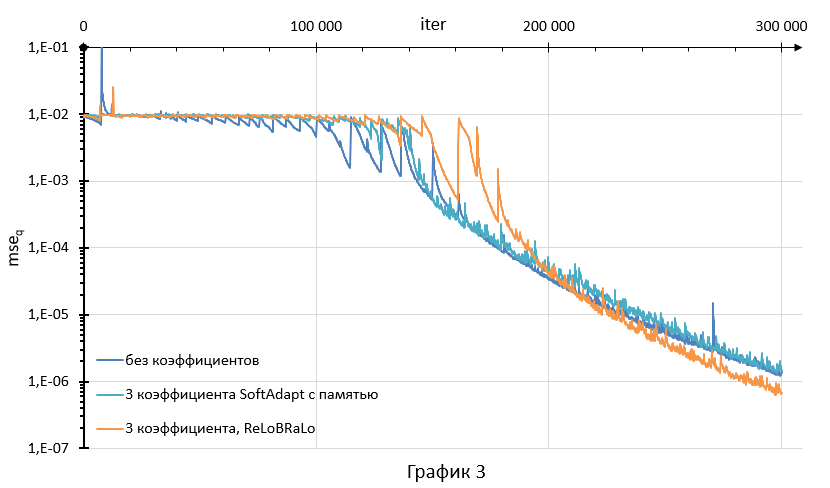 0 100 000 iter 200 000 300 000
1,E-01
1,E-02
1,E-03
1,E-04
mse_q
1,E-05
1,E-06
1,E-07
без коэффициентов
3 коэффициента SoftAdapt с памятью
3 коэффициента, ReLoBRaLo
График 3